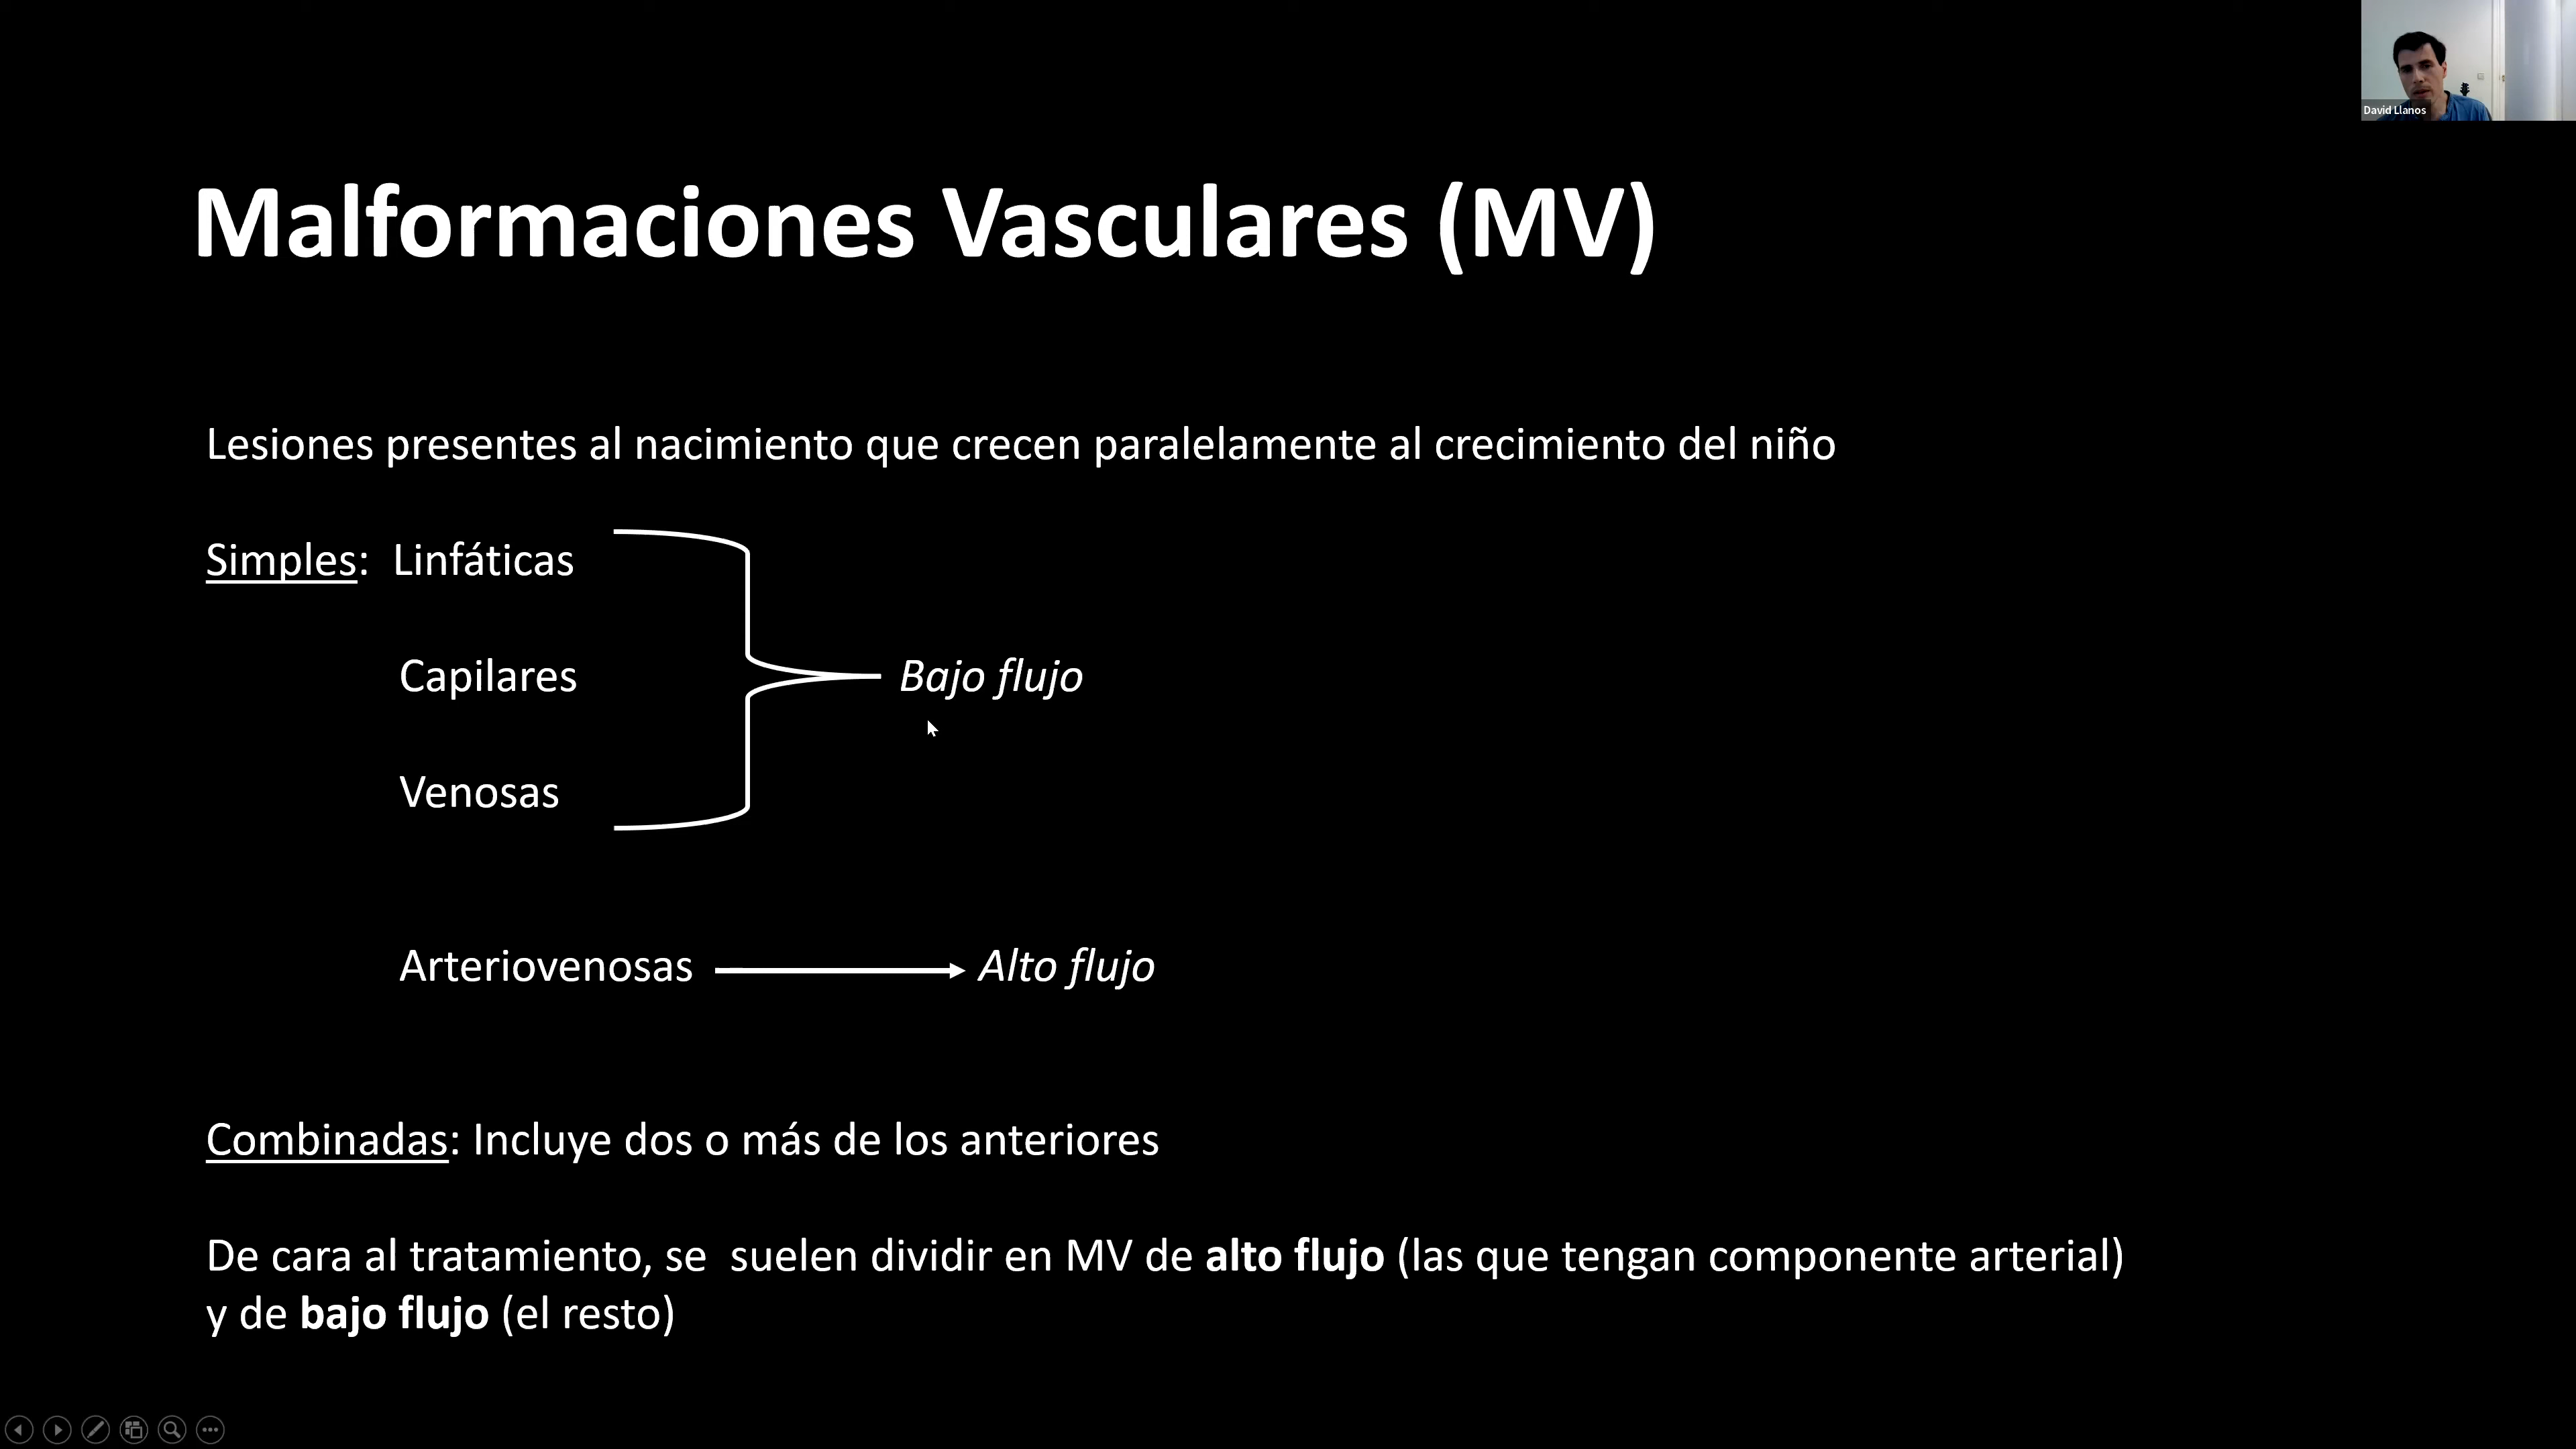 David Llanos
Malformaciones Vasculares (MV)
Lesiones presentes al nacimiento que crecen paralelamente al crecimiento del niño
Simples: Linfáticas
Capilares
Bajo flujo
Venosas
Arteriovenosas
Alto flujo
Combinadas: Incluye dos o más de los anteriores
De cara al tratamiento, se suelen dividir en MV de alto flujo (las que tengan componente arterial)
y de bajo flujo (el resto)